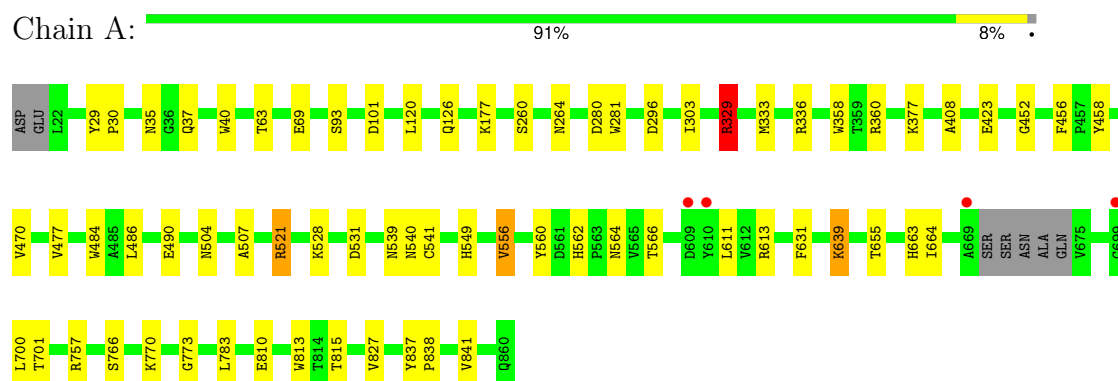 Chain A:
91% 8% •
ASP GLU L22 Y29 P30 N35 G36 Q37 W40 T63 E69 S93 D101 L120 Q126 K177 S260 N264 D280 W281 D296 I303 R329 M333 R336 W358 T359 R360 K377 A408 E423 G452 F456 P457 Y458
V470 V477 W484 A485 L486 E490 N504 A507 R521 K528 D531 N539 N540 C541 H549 V556 Y560 D561 H562 P563 N564 V565 T566 D609 Y610 L611 V612 R613 F631 K639 T655 H663 I664 A669 SER SER ASN ALA GLN V675
L700 T701 R757 S766 K770 G773 L783 E810 W813 T814 T815 V827 Y837 P838 V841 Q860